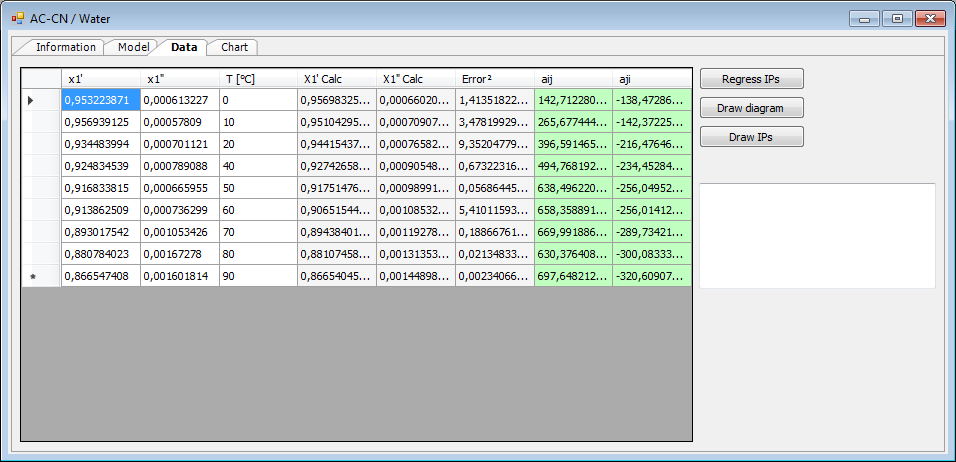 AC-CN / Water
Information Model Data Chart
x1' x1" T [°C] X1' Calc X1" Calc Error² aij aji
0,953223871 0,000613227 0 0,95698325... 0,00066020... 1,41351822... 142,712280... -138,47286...
0,956939125 0,00057809 10 0,95104295... 0,00070907... 3,47819929... 265,677444... -142,37225...
0,934483994 0,000701121 20 0,94415437... 0,00076582... 9,35204779... 396,591465... -216,47646...
0,924834539 0,000789088 40 0,92742658... 0,00090548... 0,67322316... 494,768192... -234,45284...
0,916833815 0,000665955 50 0,91751476... 0,00098991... 0,05686445... 638,496220... -256,04952...
0,913862509 0,000736299 60 0,90651544... 0,00108532... 5,41011593... 658,358891... -256,01412...
0,893017542 0,001053426 70 0,89438401... 0,00119278... 0,18866761... 669,991886... -289,73421...
0,880784023 0,00167278 80 0,88107458... 0,00131353... 0,02134833... 630,376408... -300,08333...
0,866547408 0,001601814 90 0,86654045... 0,00144898... 0,00234066... 697,648212... -320,60907...
Regress IPs
Draw diagram
Draw IPs